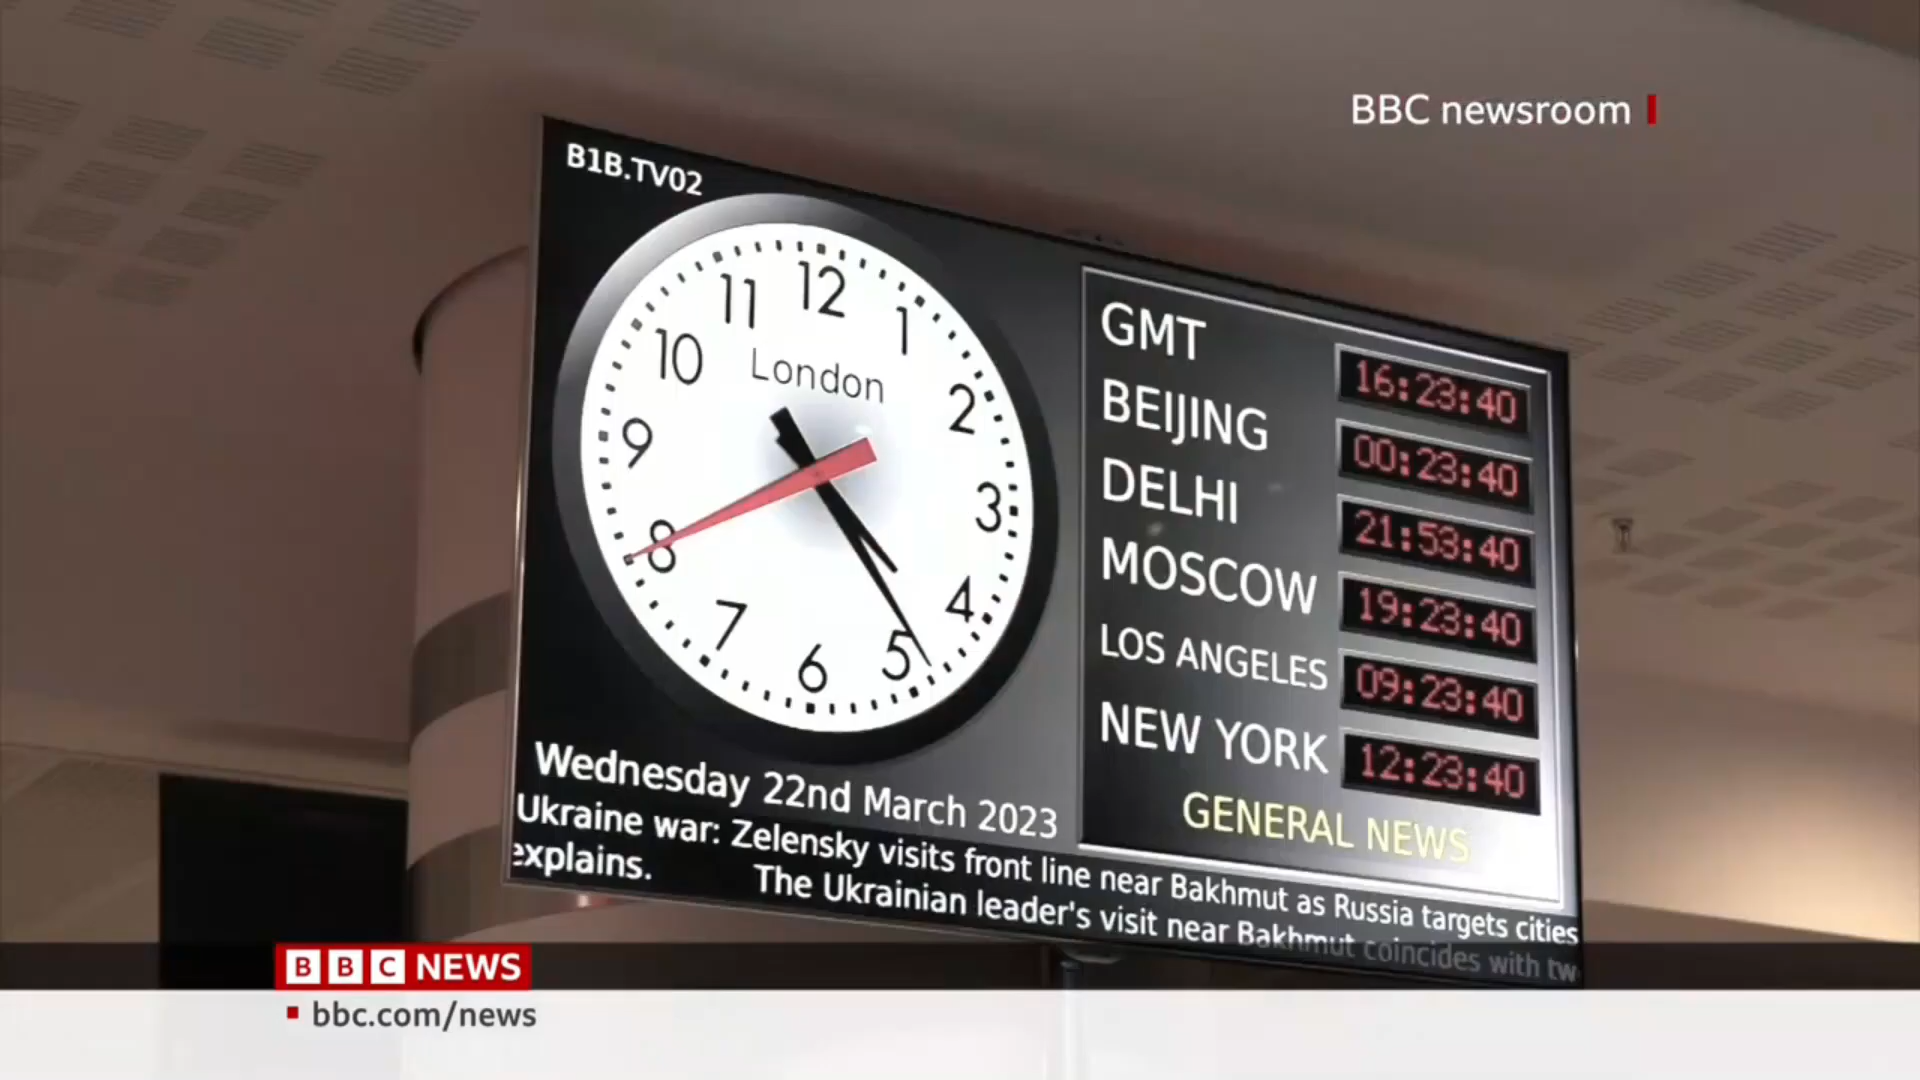 BBC newsroom
B1B.TV02
12
11
1
10
London
2
9
3
8
4
7
5
6
GMT 16:23:40
BEIJING 00:23:40
DELHI 21:53:40
MOSCOW 19:23:40
LOS ANGELES 09:23:40
NEW YORK 12:23:40
GENERAL NEWS
Wednesday 22nd March 2023
Ukraine war: Zelensky visits front line near Bakhmut as Russia targets cities
explains. The Ukrainian leader's visit near Bakhmut coincides with tw
BBC NEWS
bbc.com/news